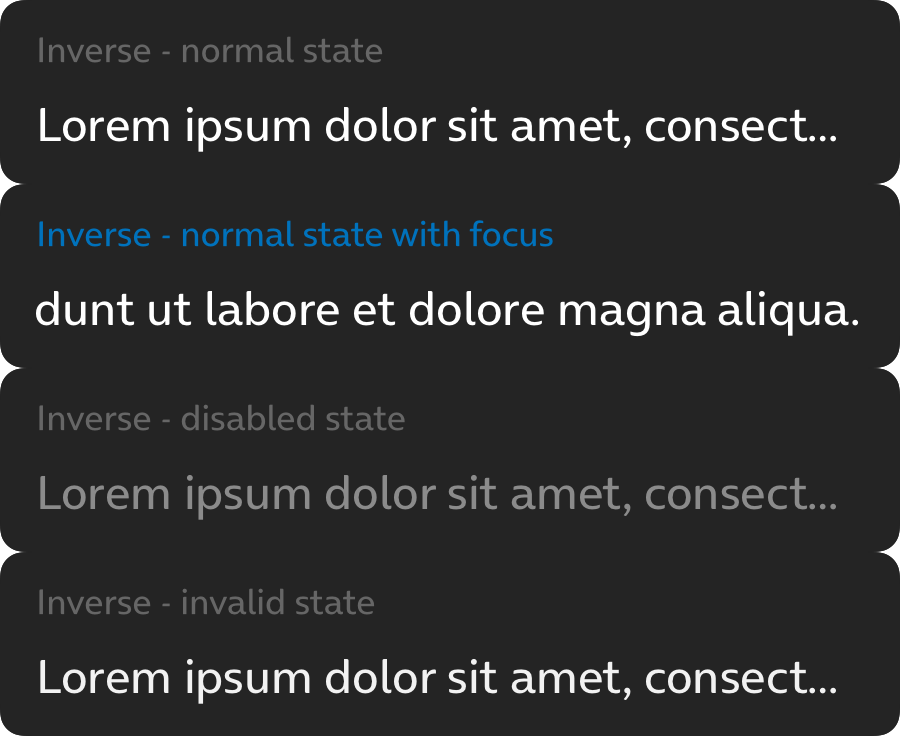 Inverse - normal state
Lorem ipsum dolor sit amet, consect...
Inverse - normal state with focus
dunt ut labore et dolore magna aliqua.
Inverse - disabled state
Lorem ipsum dolor sit amet, consect...
Inverse - invalid state
Lorem ipsum dolor sit amet, consect...